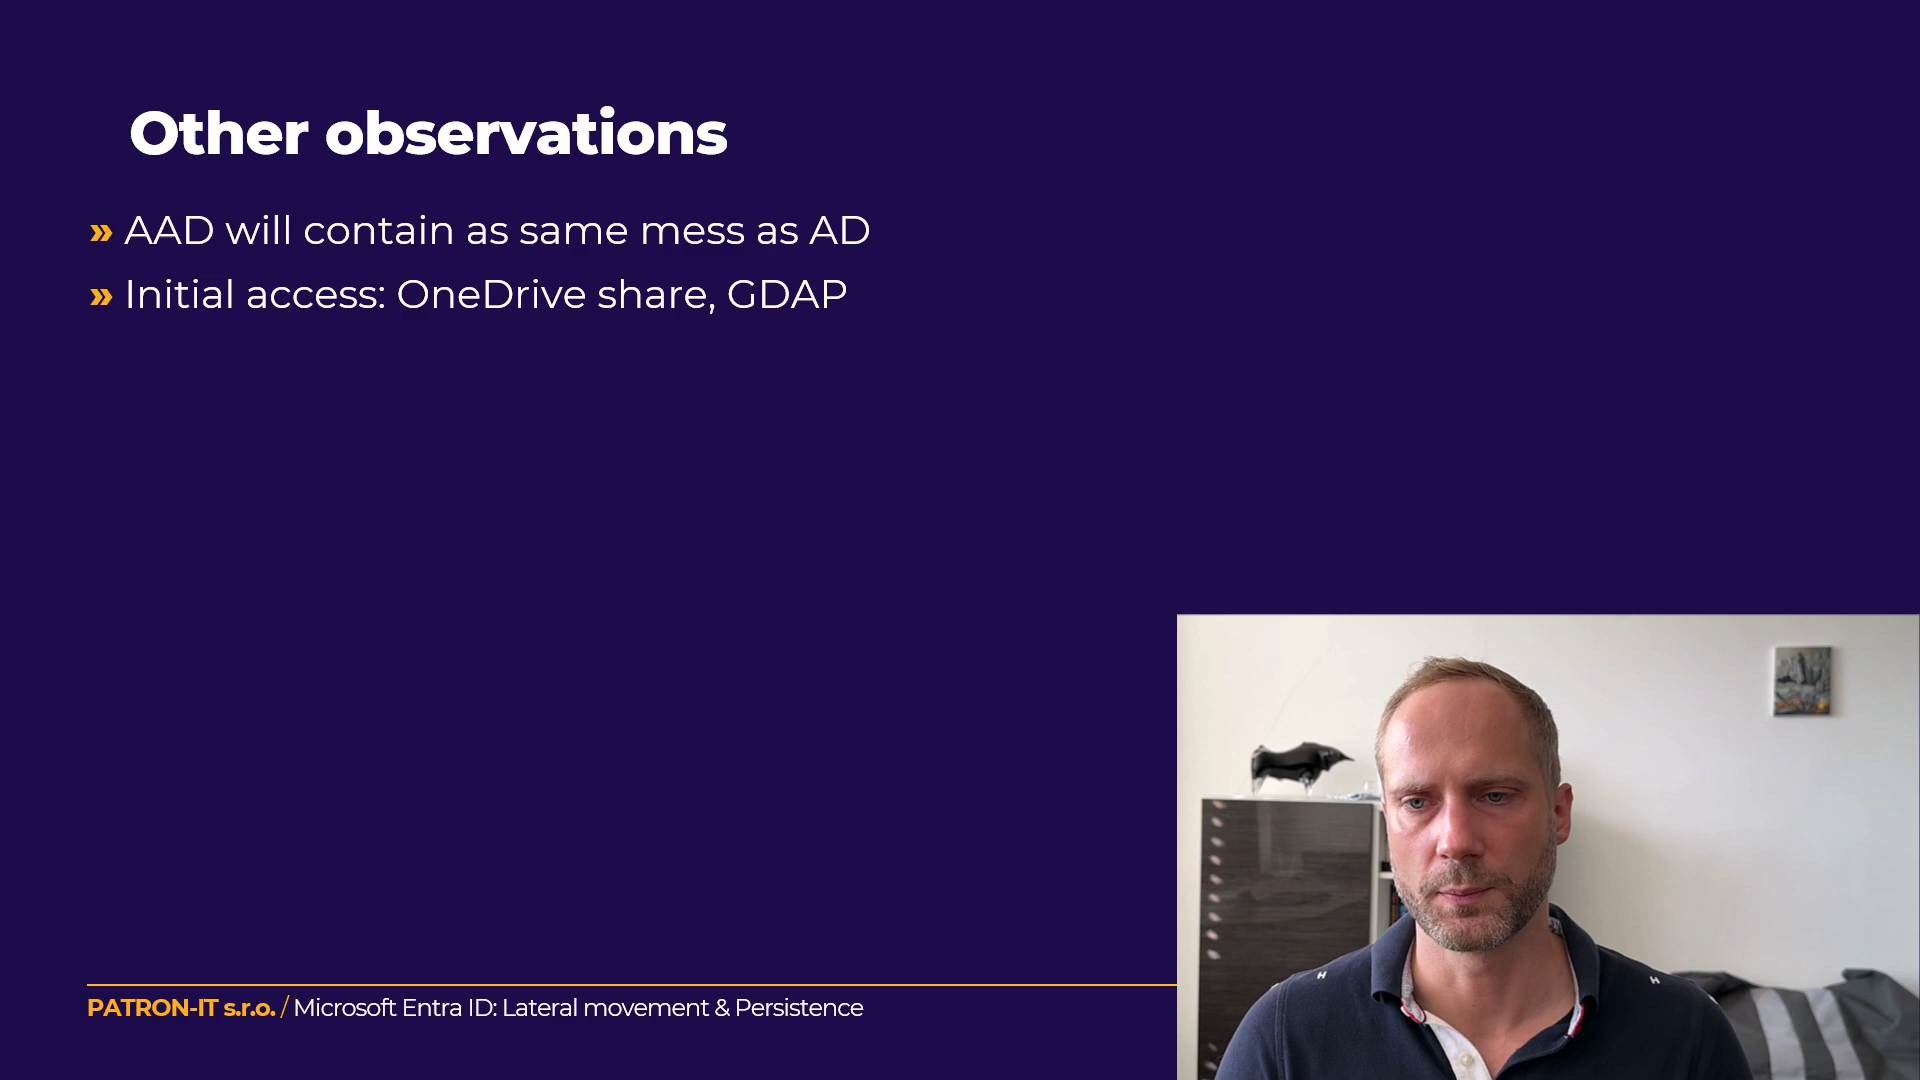 Other observations
» AAD will contain as same mess as AD
» Initial access: OneDrive share, GDAP
PATRON-IT s.r.o. / Microsoft Entra ID: Lateral movement & Persistence